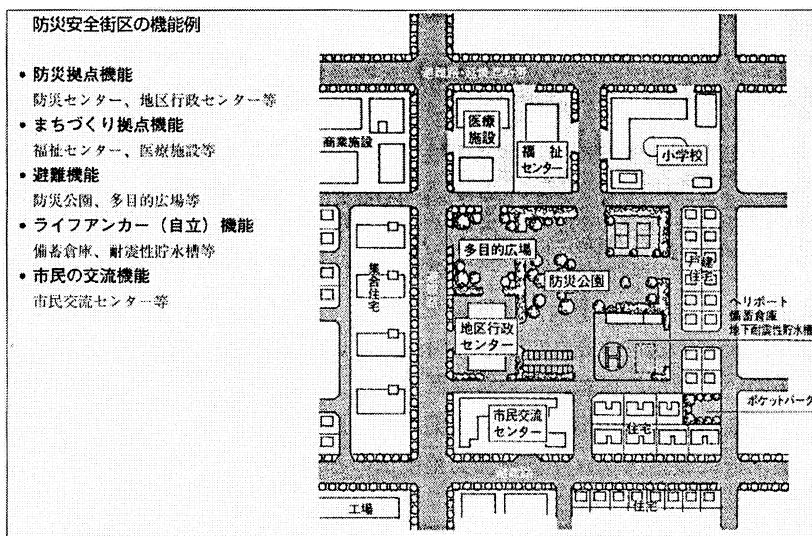 防災安全街区の機能例
• 防災拠点機能
防災センター、地区行政センター等
• まちづくり拠点機能
福祉センター、医療施設等
• 避難機能
防災公園、多目的広場等
• ライフアンカー（自立）機能
備蓄倉庫、耐震性貯水槽等
• 市民の交流機能
市民交流センター等
商業施設
医療
施設
福祉
センター
小学校
多目的広場
防災公園
集合住宅
戸建
住宅
地区行政
センター
ヘリポート
備蓄倉庫
地下耐震性貯水槽
H
ポケットパーク
市民交流
センター
住宅
工場
住宅